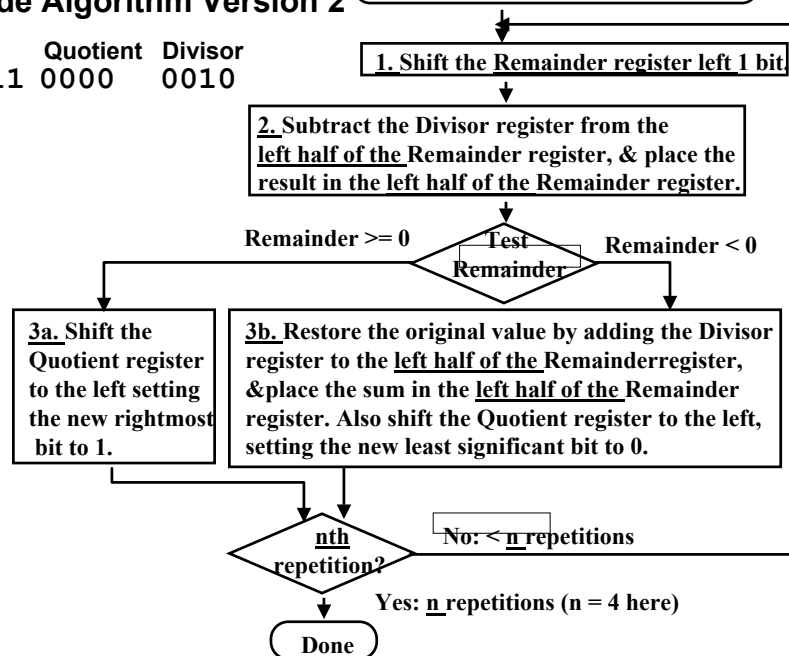 de Algorithm Version 2
Quotient Divisor
11 0000 0010
1. Shift the Remainder register left 1 bit.
2. Subtract the Divisor register from the
left half of the Remainder register, & place the
result in the left half of the Remainder register.
Remainder >= 0
Test
Remainder
Remainder < 0
3a. Shift the
Quotient register
to the left setting
the new rightmost
bit to 1.
3b. Restore the original value by adding the Divisor
register to the left half of the Remainderregister,
&place the sum in the left half of the Remainder
register. Also shift the Quotient register to the left,
setting the new least significant bit to 0.
nth
repetition?
No: < n repetitions
Yes: n repetitions (n = 4 here)
Done